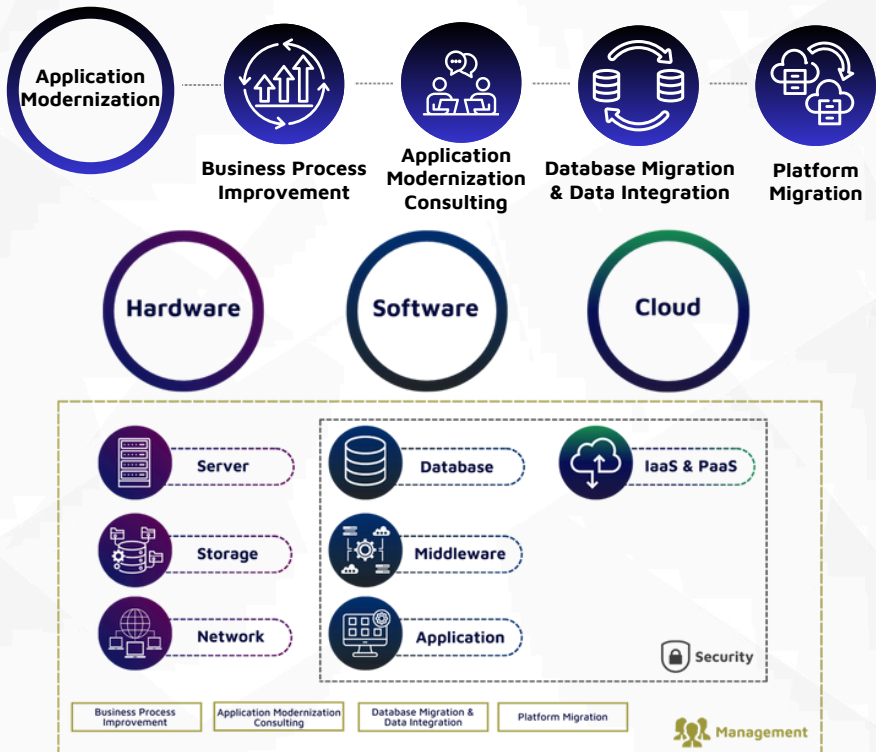 Application
Modernization
Business Process
Improvement
Application
Modernization
Consulting
Database Migration
& Data Integration
Platform
Migration
Hardware
Software
Cloud
Server
Database
IaaS & PaaS
Storage
Middleware
Network
Application
Security
Business Process
Improvement
Application Modernization
Consulting
Database Migration &
Data Integration
Platform Migration
Management